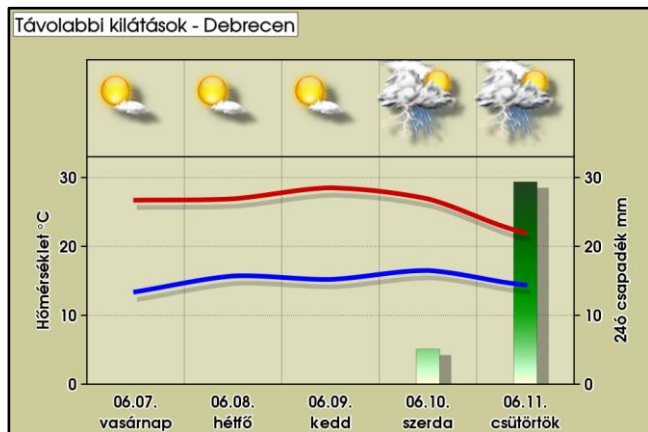 Távolabbi kilátások - Debrecen
30
20
10
0
Hőmérséklet °C
30
20
10
0
24ó csapadék mm
06.07. 06.08. 06.09. 06.10. 06.11.
vasárnap hétfő kedd szerda csütörtök